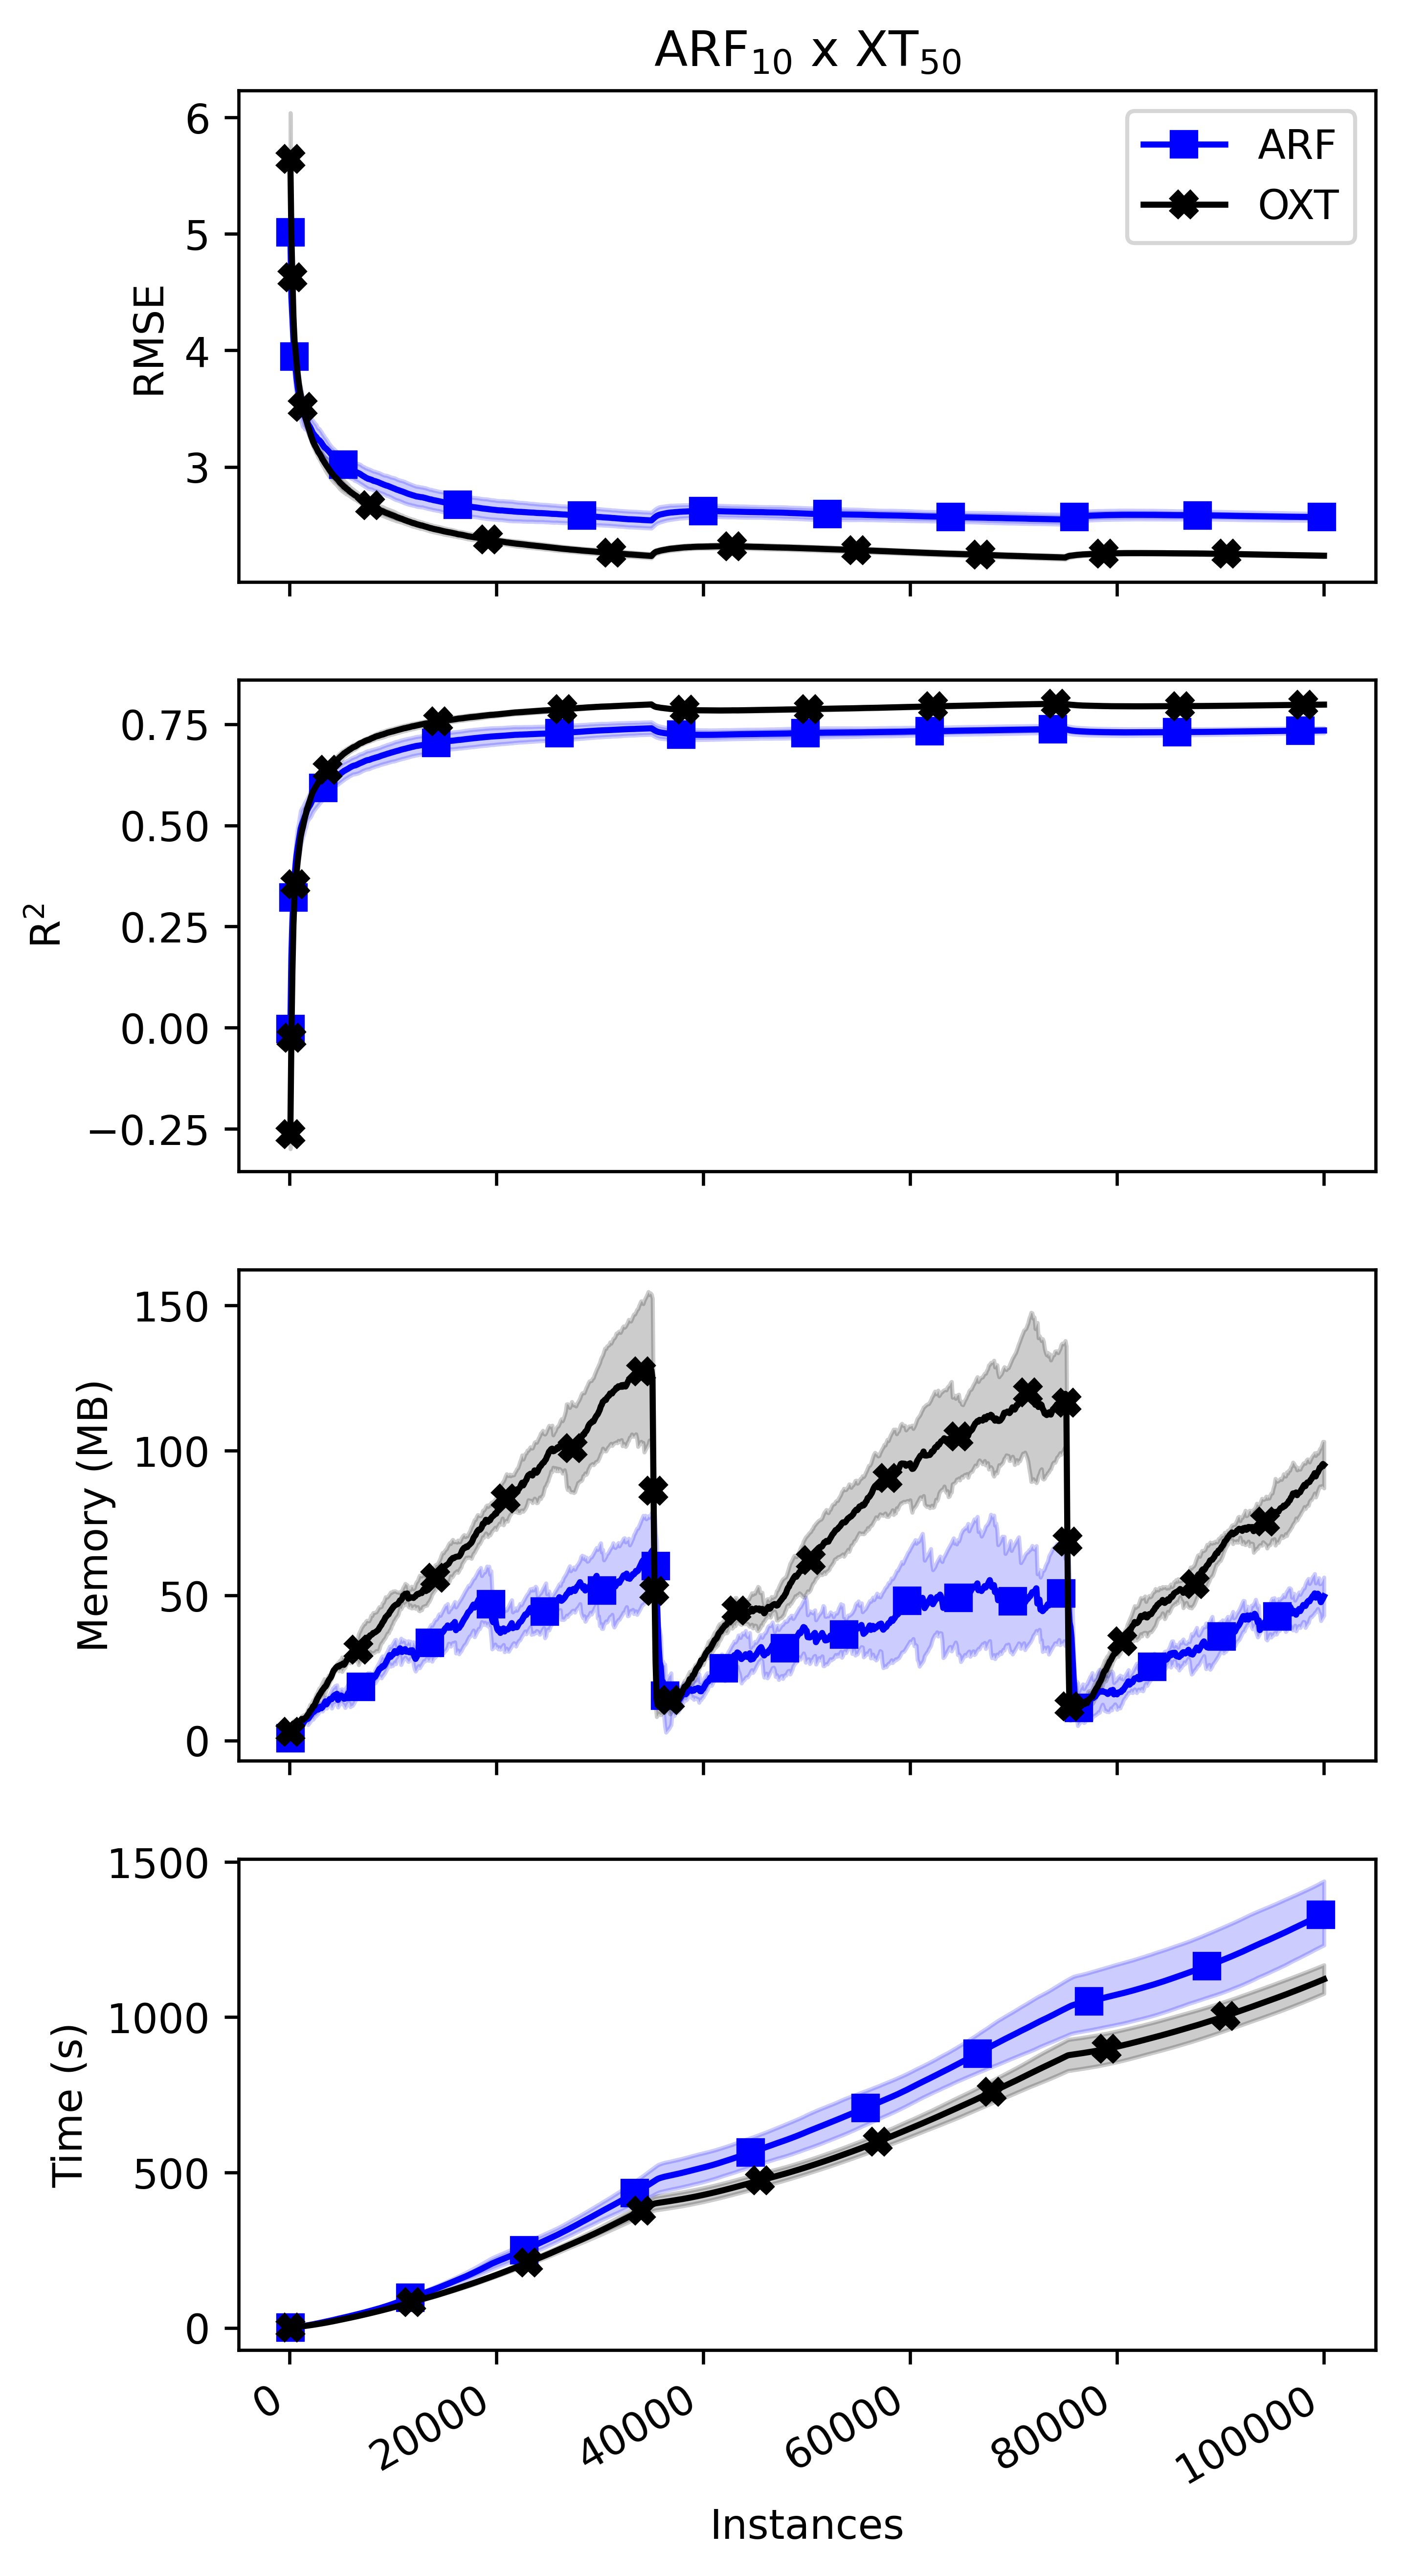 ARF₁₀ x XT₅₀
6
5
4
3
RMSE
ARF
OXT
0.75
0.50
0.25
0.00
−0.25
R²
150
100
50
0
Memory (MB)
1500
1000
500
0
Time (s)
0
20000
40000
60000
80000
100000
Instances